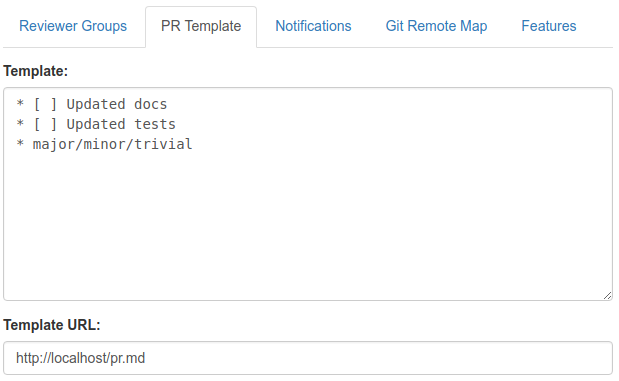 Reviewer Groups PR Template Notifications Git Remote Map Features
Template:
* [ ] Updated docs
* [ ] Updated tests
* major/minor/trivial
Template URL:
http://localhost/pr.md